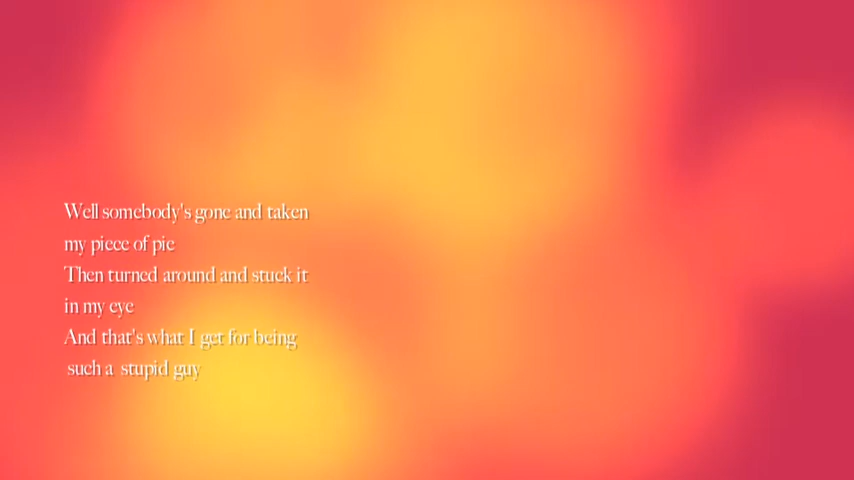 Well somebody's gone and taken
my piece of pie
Then turned around and stuck it
in my eye
And that's what I get for being
such a stupid guy